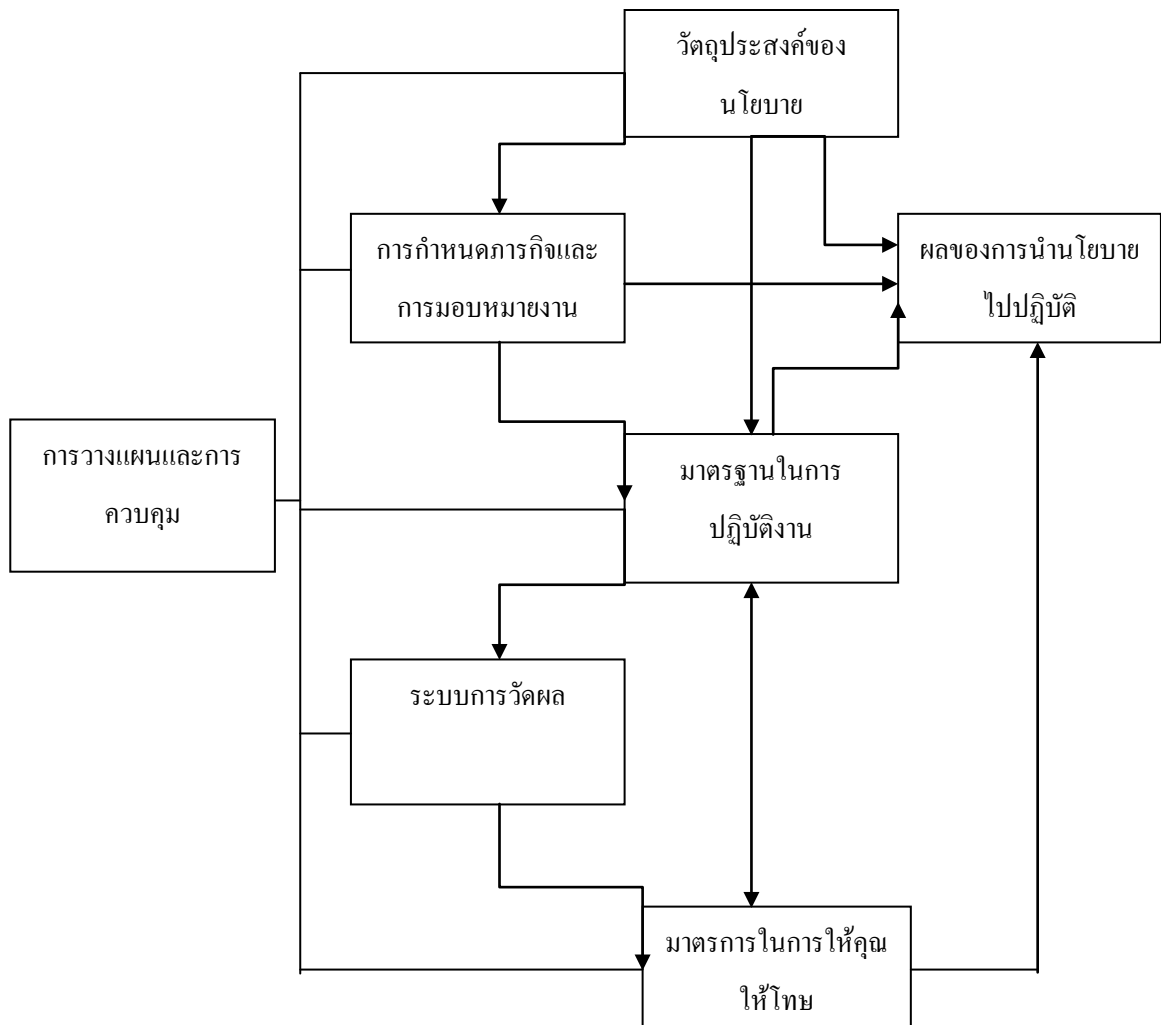 วัตถุประสงค์ของ
นโยบาย
การกำหนดภารกิจและ
การมอบหมายงาน
ผลของการนำนโยบาย
ไปปฏิบัติ
การวางแผนและการ
ควบคุม
มาตรฐานในการ
ปฏิบัติงาน
ระบบการวัดผล
มาตรการในการให้คุณ
ให้โทษ